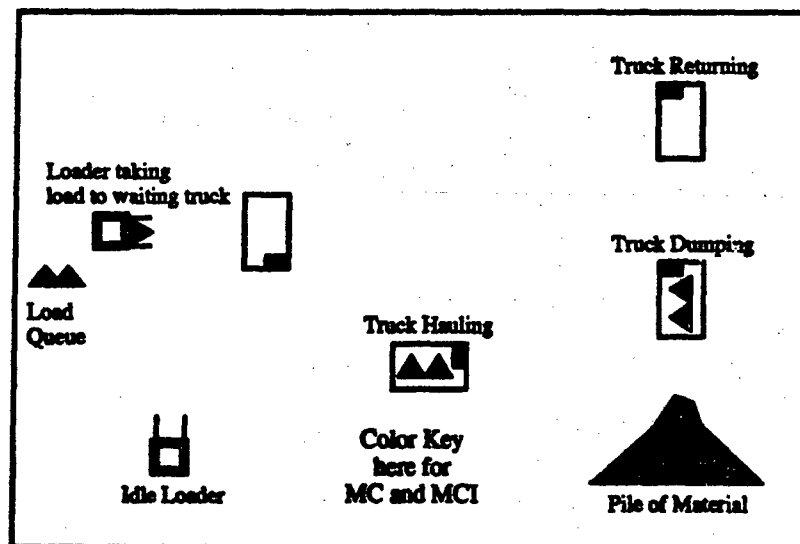 Truck Returning
Loader taking
load to waiting truck
Truck Dumping
Load
Queue
Truck Hauling
Color Key
here for
MC and MCI
Idle Loader
Pile of Material